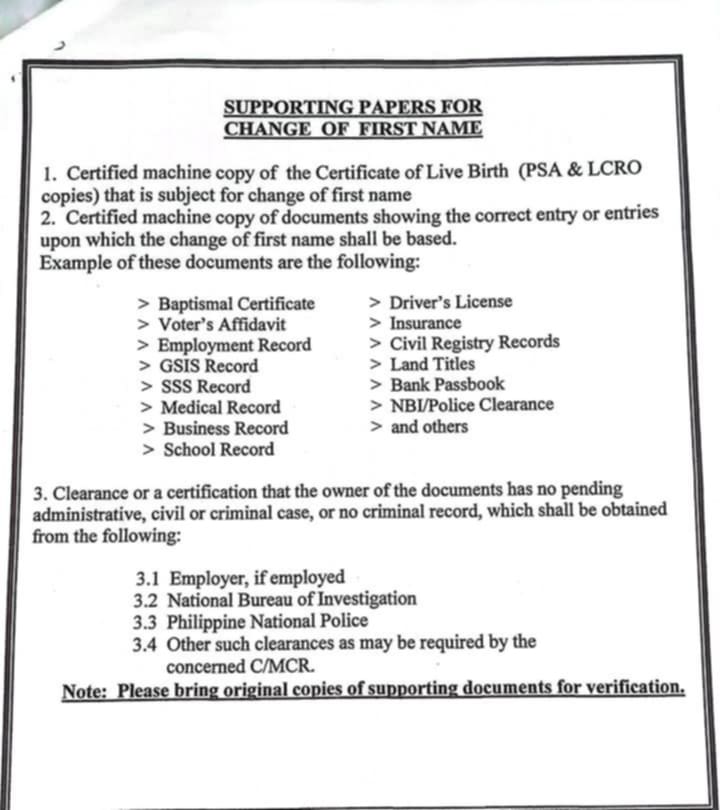 SUPPORTING PAPERS FOR
CHANGE OF FIRST NAME
1. Certified machine copy of the Certificate of Live Birth (PSA & LCRO
copies) that is subject for change of first name
2. Certified machine copy of documents showing the correct entry or entries
upon which the change of first name shall be based.
Example of these documents are the following:
> Baptismal Certificate
> Voter's Affidavit
> Employment Record
> GSIS Record
> SSS Record
> Medical Record
> Business Record
> School Record
> Driver's License
> Insurance
> Civil Registry Records
> Land Titles
> Bank Passbook
> NBI/Police Clearance
> and others
3. Clearance or a certification that the owner of the documents has no pending
administrative, civil or criminal case, or no criminal record, which shall be obtained
from the following:
3.1 Employer, if employed
3.2 National Bureau of Investigation
3.3 Philippine National Police
3.4 Other such clearances as may be required by the
concerned C/MCR.
Note: Please bring original copies of supporting documents for verification.